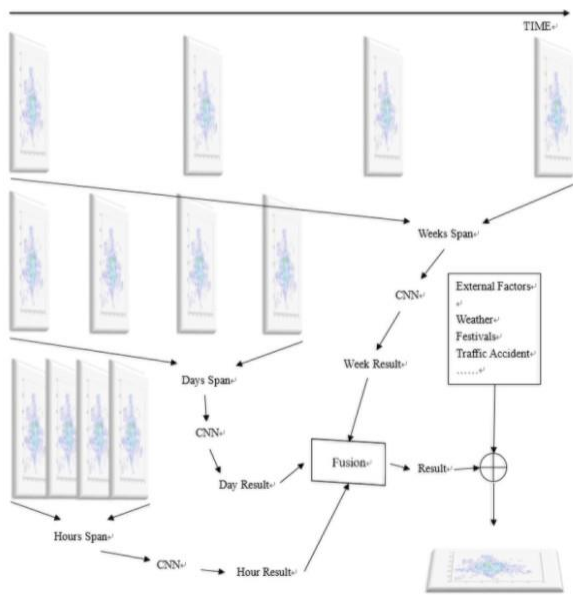 TIME
Weeks Span
CNN
External Factors
Weather
Festivals
Traffic Accident
……
Week Result
Days Span
CNN
Day Result
Fusion
Result
Hours Span
CNN
Hour Result